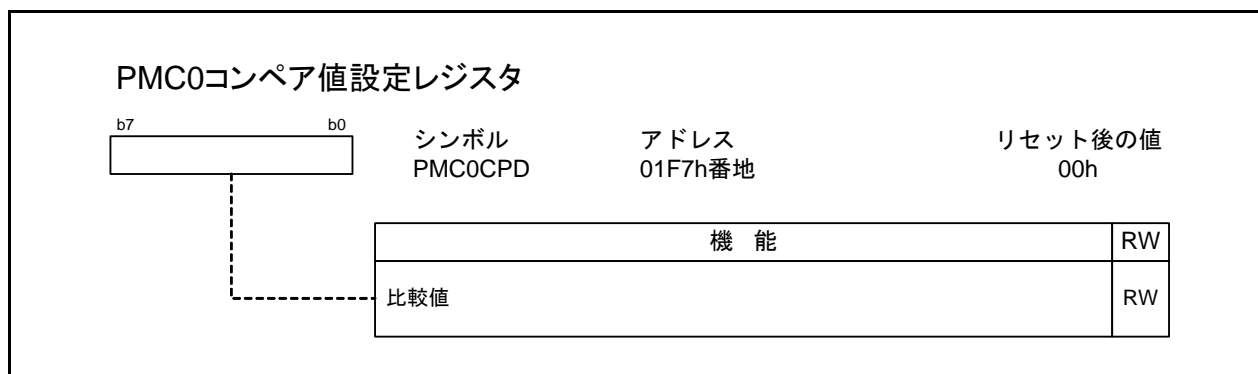 PMC0コンペア値設定レジスタ
b7 b0
シンボル アドレス リセット後の値
PMC0CPD 01F7h番地 00h
機 能 RW
比較値 RW